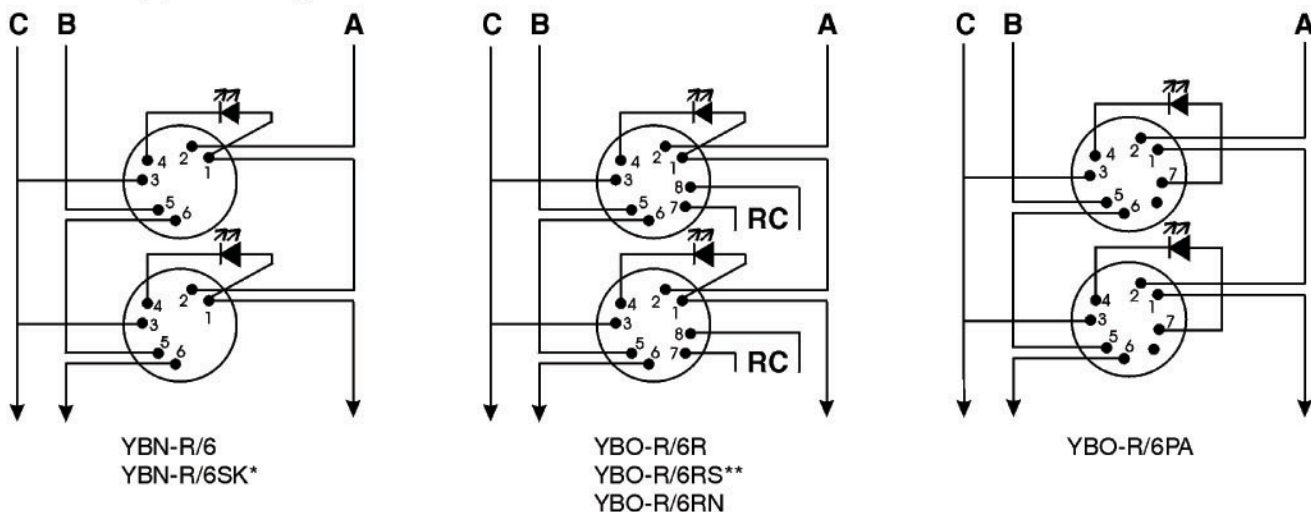 C B A C B A C B A
4 2 1 4 2 1 4 2 1
3 3 8 3 7
5 6 5 6 7 RC 5 6
4 2 1 4 2 1 4 2 1
3 3 8 3 7
5 6 5 6 7 RC 5 6
YBN-R/6 YBO-R/6R YBO-R/6PA
YBN-R/6SK* YBO-R/6RS**
YBO-R/6RN